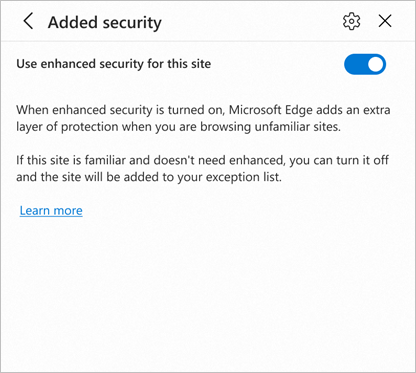 Added security
Use enhanced security for this site
When enhanced security is turned on, Microsoft Edge adds an extra
layer of protection when you are browsing unfamiliar sites.
If this site is familiar and doesn't need enhanced, you can turn it off
and the site will be added to your exception list.
Learn more